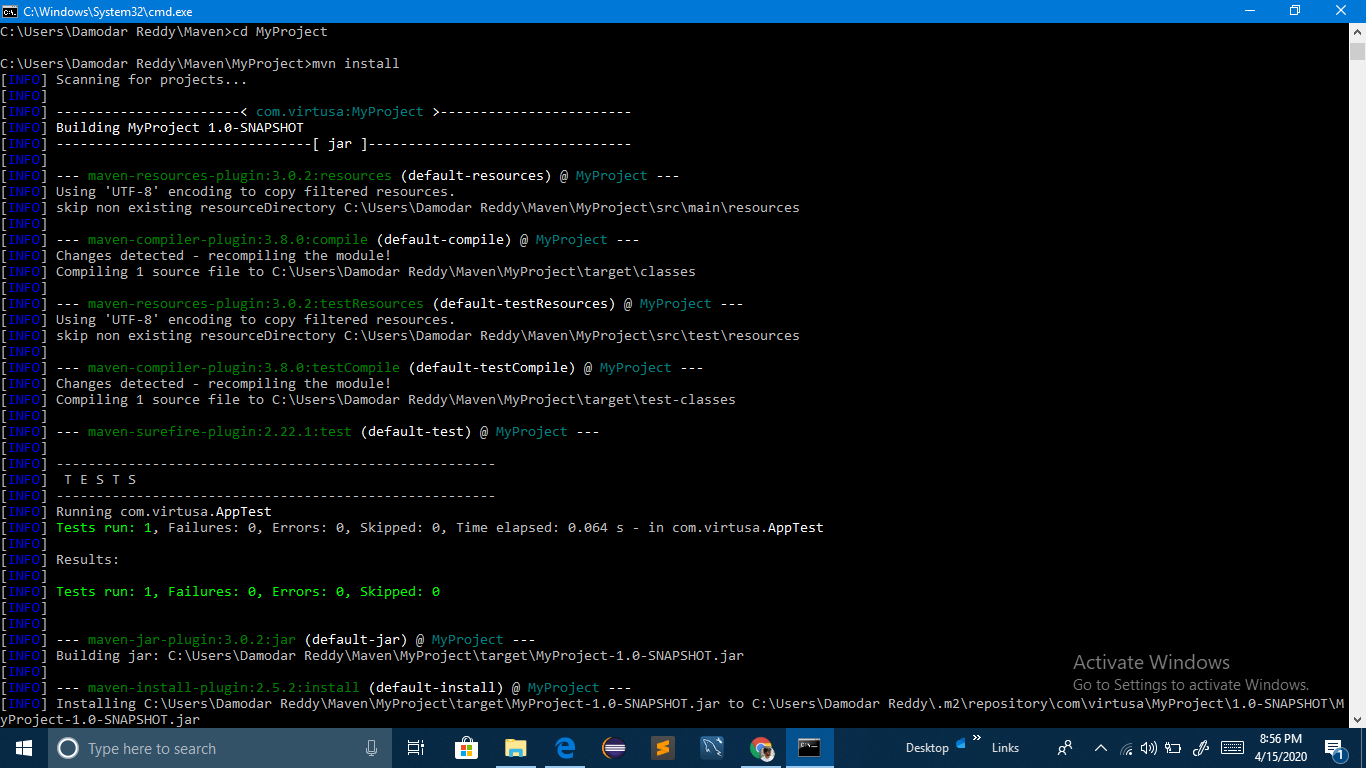 C:\Windows\System32\cmd.exe
C:\Users\Damodar Reddy\Maven>cd MyProject
C:\Users\Damodar Reddy\Maven\MyProject>mvn install
[INFO] Scanning for projects...
[INFO]
[INFO] -----------------------< com.virtusa:MyProject >------------------------
[INFO] Building MyProject 1.0-SNAPSHOT
[INFO] --------------------------------[ jar ]---------------------------------
[INFO]
[INFO] --- maven-resources-plugin:3.0.2:resources (default-resources) @ MyProject ---
[INFO] Using 'UTF-8' encoding to copy filtered resources.
[INFO] skip non existing resourceDirectory C:\Users\Damodar Reddy\Maven\MyProject\src\main\resources
[INFO]
[INFO] --- maven-compiler-plugin:3.8.0:compile (default-compile) @ MyProject ---
[INFO] Changes detected - recompiling the module!
[INFO] Compiling 1 source file to C:\Users\Damodar Reddy\Maven\MyProject\target\classes
[INFO]
[INFO] --- maven-resources-plugin:3.0.2:testResources (default-testResources) @ MyProject ---
[INFO] Using 'UTF-8' encoding to copy filtered resources.
[INFO] skip non existing resourceDirectory C:\Users\Damodar Reddy\Maven\MyProject\src\test\resources
[INFO]
[INFO] --- maven-compiler-plugin:3.8.0:testCompile (default-testCompile) @ MyProject ---
[INFO] Changes detected - recompiling the module!
[INFO] Compiling 1 source file to C:\Users\Damodar Reddy\Maven\MyProject\target\test-classes
[INFO]
[INFO] --- maven-surefire-plugin:2.22.1:test (default-test) @ MyProject ---
[INFO]
[INFO] -------------------------------------------------------
[INFO]  T E S T S
[INFO] -------------------------------------------------------
[INFO] Running com.virtusa.AppTest
[INFO] Tests run: 1, Failures: 0, Errors: 0, Skipped: 0, Time elapsed: 0.064 s - in com.virtusa.AppTest
[INFO]
[INFO] Results:
[INFO]
[INFO] Tests run: 1, Failures: 0, Errors: 0, Skipped: 0
[INFO]
[INFO]
[INFO] --- maven-jar-plugin:3.0.2:jar (default-jar) @ MyProject ---
[INFO] Building jar: C:\Users\Damodar Reddy\Maven\MyProject\target\MyProject-1.0-SNAPSHOT.jar
[INFO]
[INFO] --- maven-install-plugin:2.5.2:install (default-install) @ MyProject ---
[INFO] Installing C:\Users\Damodar Reddy\Maven\MyProject\target\MyProject-1.0-SNAPSHOT.jar to C:\Users\Damodar Reddy\.m2\repository\com\virtusa\MyProject\1.0-SNAPSHOT\M
yProject-1.0-SNAPSHOT.jar
Activate Windows
Go to Settings to activate Windows.
Type here to search
Desktop
Links
8:56 PM
4/15/2020
1